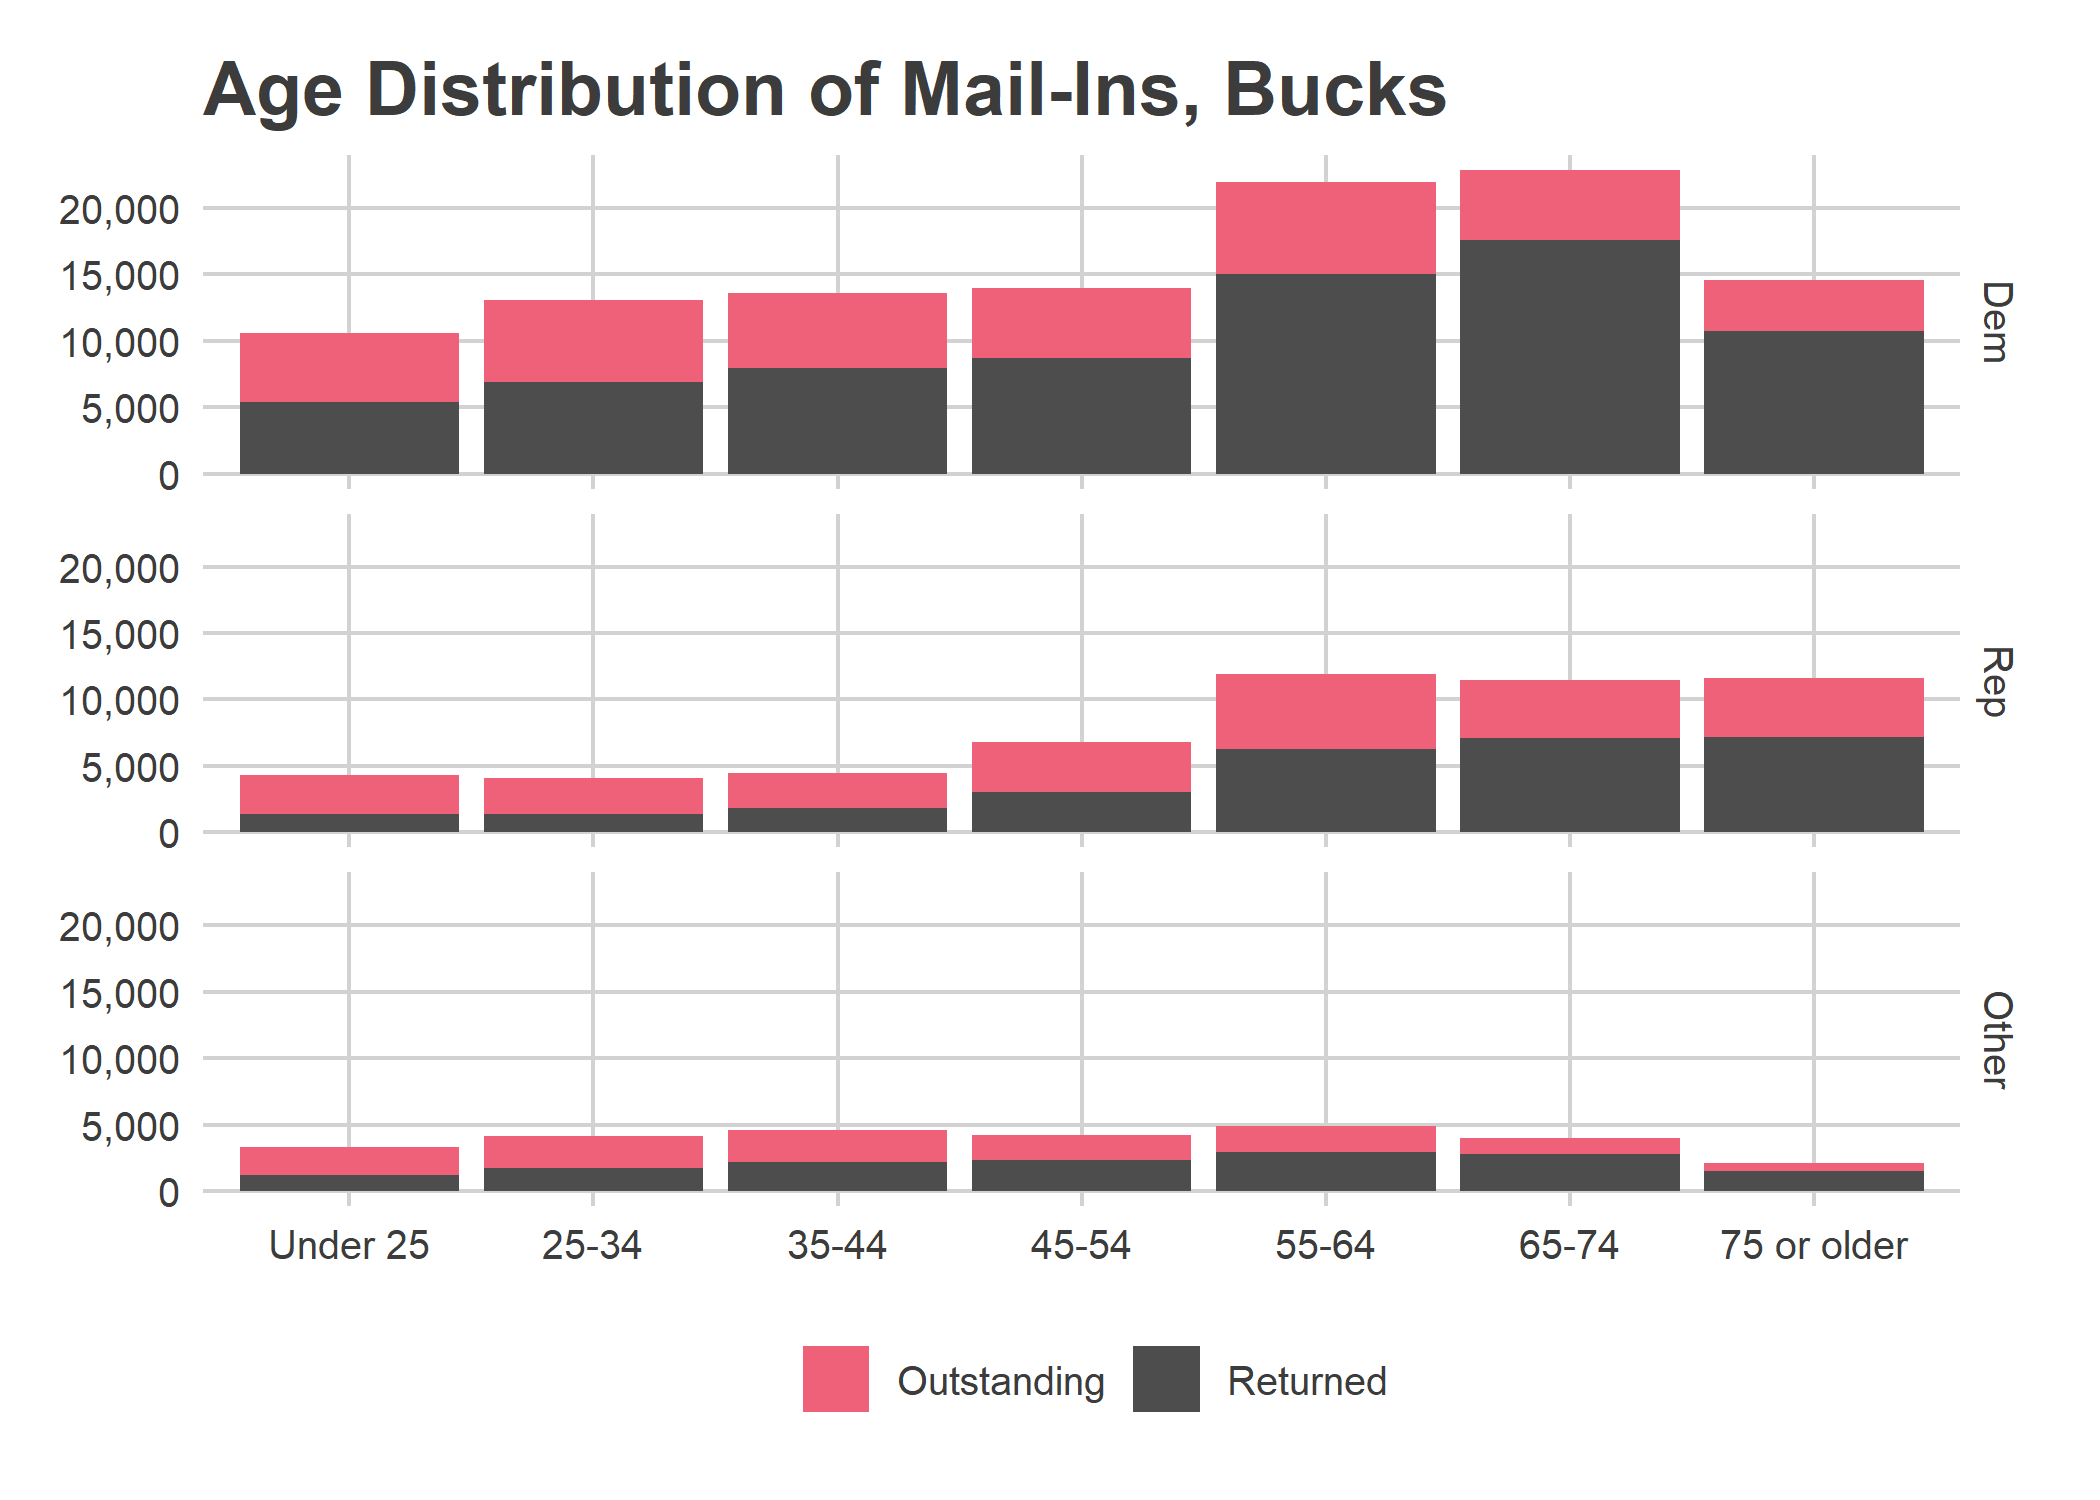 Age Distribution of Mail-Ins, Bucks
20,000
15,000
10,000
5,000
0
Dem
20,000
15,000
10,000
5,000
0
Rep
20,000
15,000
10,000
5,000
0
Other
Under 25 25-34 35-44 45-54 55-64 65-74 75 or older
Outstanding Returned